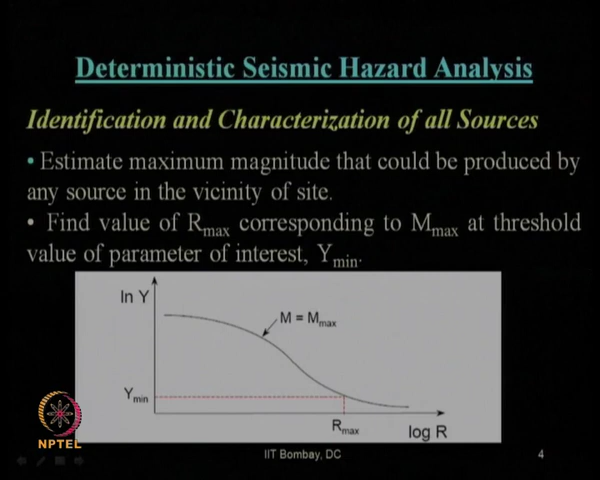 Deterministic Seismic Hazard Analysis
Identification and Characterization of all Sources
• Estimate maximum magnitude that could be produced by
any source in the vicinity of site.
• Find value of Rmax corresponding to Mmax at threshold
value of parameter of interest, Ymin.
ln Y
M = Mmax
Ymin
Rmax
log R
NPTEL
IIT Bombay, DC
4